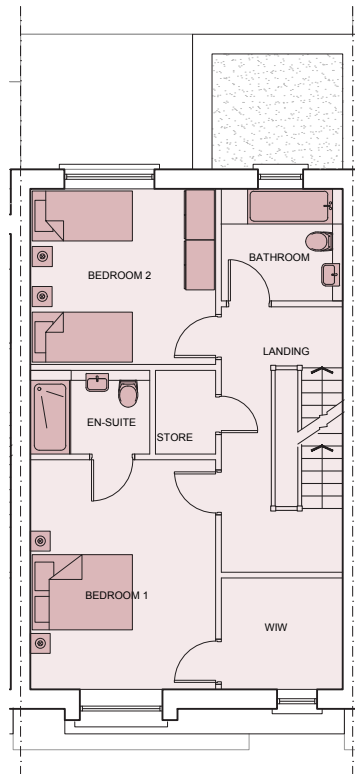 BEDROOM 2
BATHROOM
LANDING
EN-SUITE
STORE
BEDROOM 1
WIW